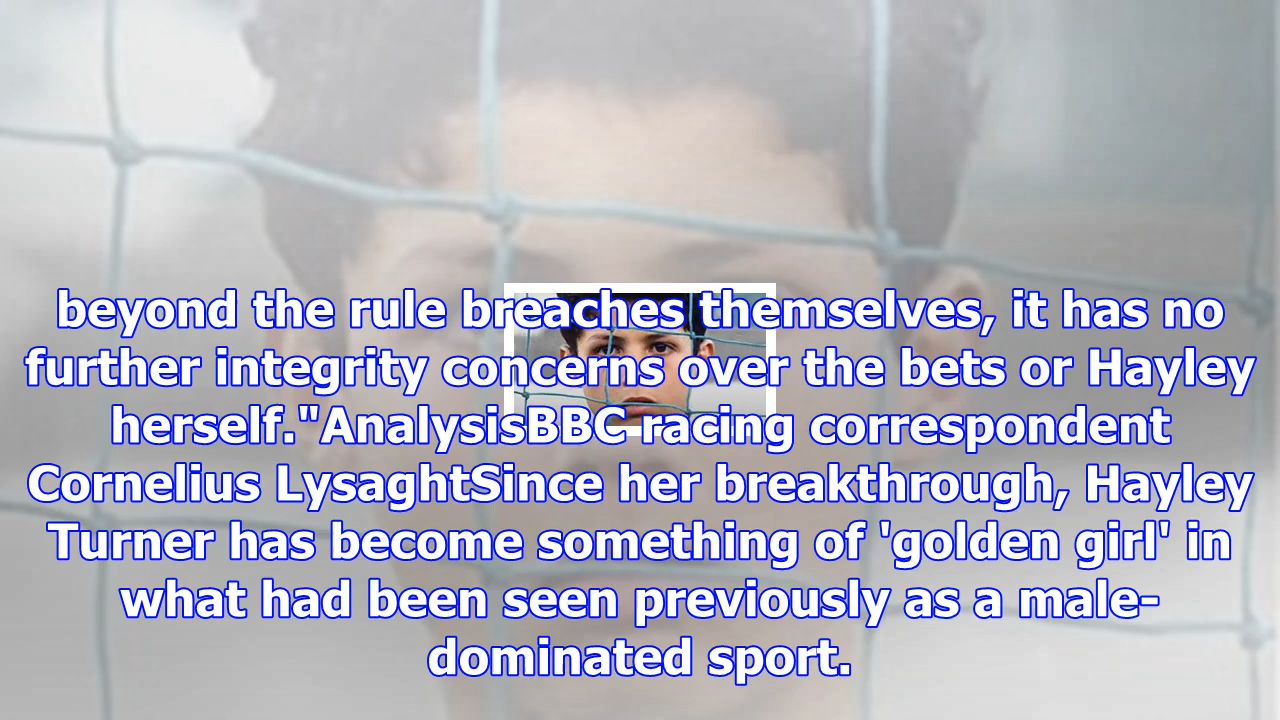 beyond the rule breaches themselves, it has no
further integrity concerns over the bets or Hayley
herself."AnalysisBBC racing correspondent
Cornelius LysaghtSince her breakthrough, Hayley
Turner has become something of 'golden girl' in
what had been seen previously as a male-
dominated sport.